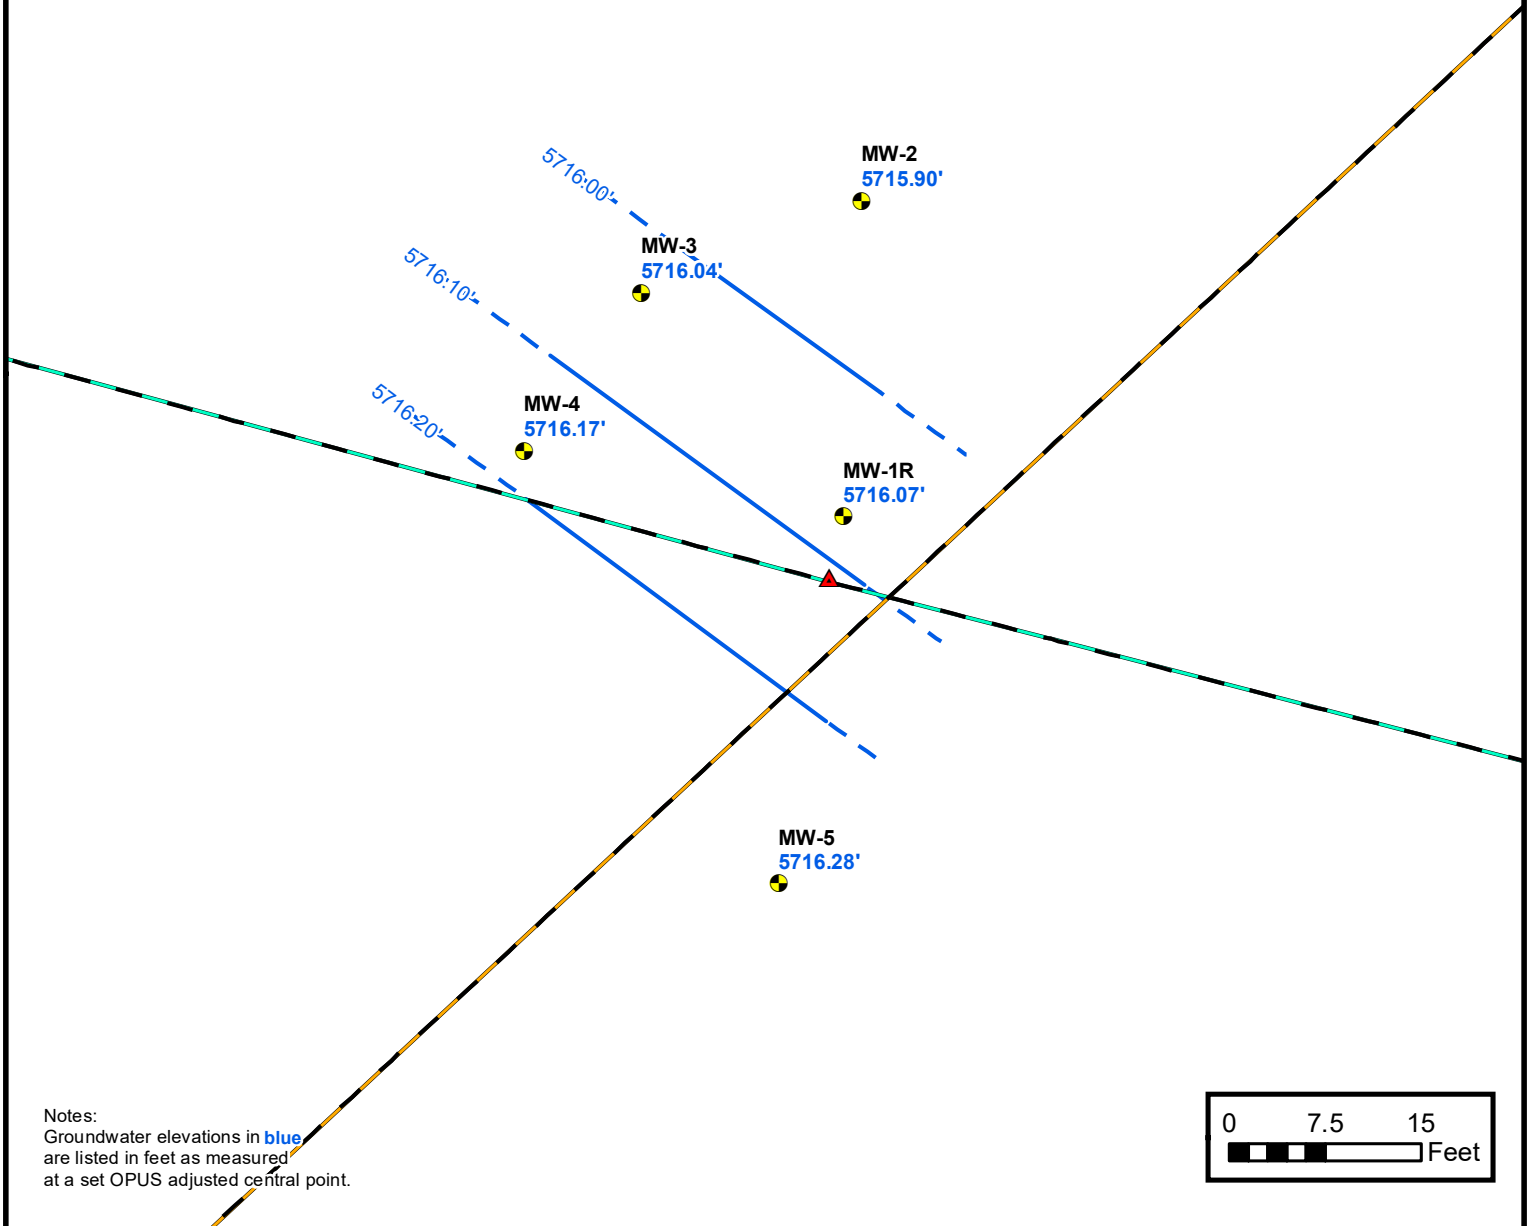 MW-2
5715.90'
5716.00'
MW-3
5716.04'
5716.10'
5716.20'
MW-4
5716.17'
MW-1R
5716.07'
MW-5
5716.28'
Notes:
Groundwater elevations in blue
are listed in feet as measured
at a set OPUS adjusted central point.
0 7.5 15
Feet